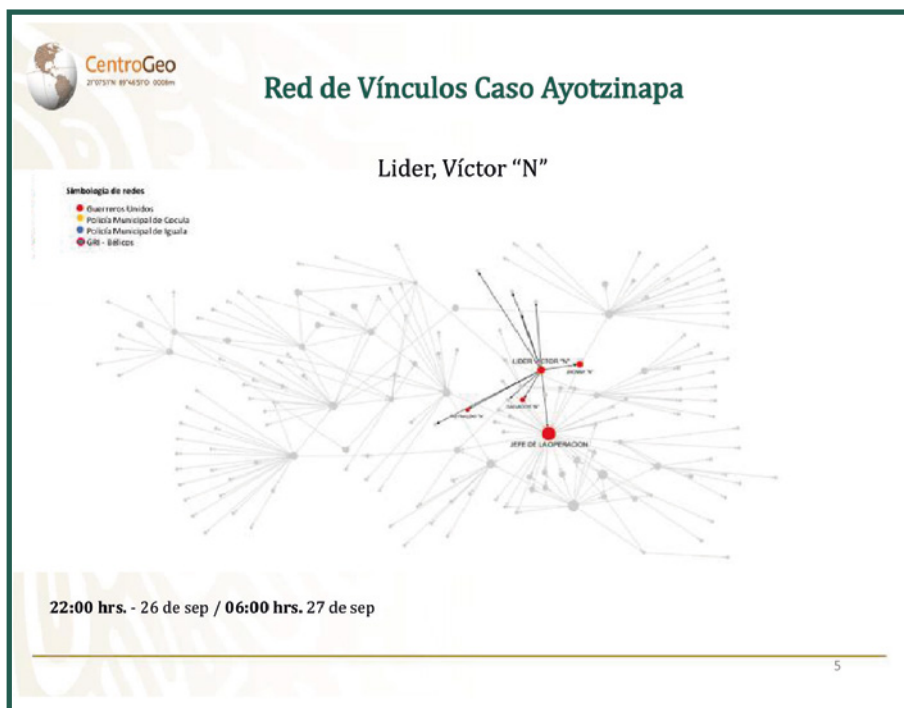 CentroGeo
Red de Vínculos Caso Ayotzinapa
Lider, Víctor “N”
Simbología de redes
Guerreros Unidos
Policía Municipal de Cocula
Policía Municipal de Iguala
GRI - Bélicos
LIDER VICTOR "N"
JEFE DE LA OPERACION
22:00 hrs. - 26 de sep / 06:00 hrs. 27 de sep
5